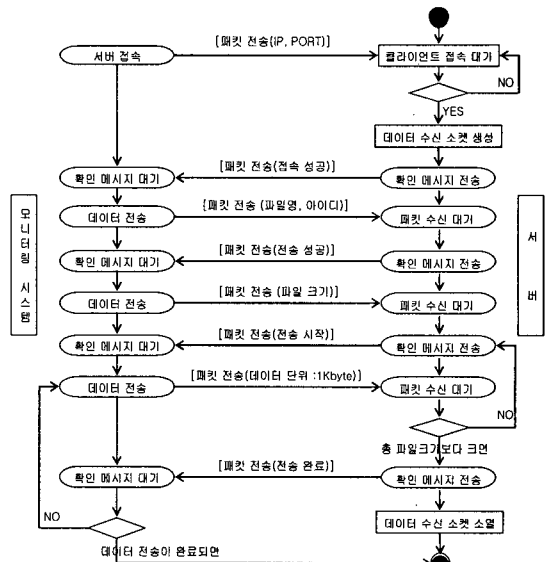 [패킷 전송(IP, PORT)]
서버 접속
클라이언트 접속 대기
NO
YES
데이터 수신 소켓 생성
[패킷 전송(접속 성공)]
확인 메시지 대기
확인 메시지 전송
[패킷 전송 (파일명, 아이디)]
데이터 전송
패킷 수신 대기
모니터링 시스템
서버
[패킷 전송(전송 성공)]
확인 메시지 대기
확인 메시지 전송
[패킷 전송 (파일 크기)]
데이터 전송
패킷 수신 대기
[패킷 전송(전송 시작)]
확인 메시지 대기
확인 메시지 전송
[패킷 전송(데이터 단위 :1Kbyte)]
데이터 전송
패킷 수신 대기
NO
총 파일크기보다 크면
[패킷 전송(전송 완료)]
확인 메시지 대기
확인 메시지 전송
NO
데이터 수신 소켓 소멸
데이터 전송이 완료되면